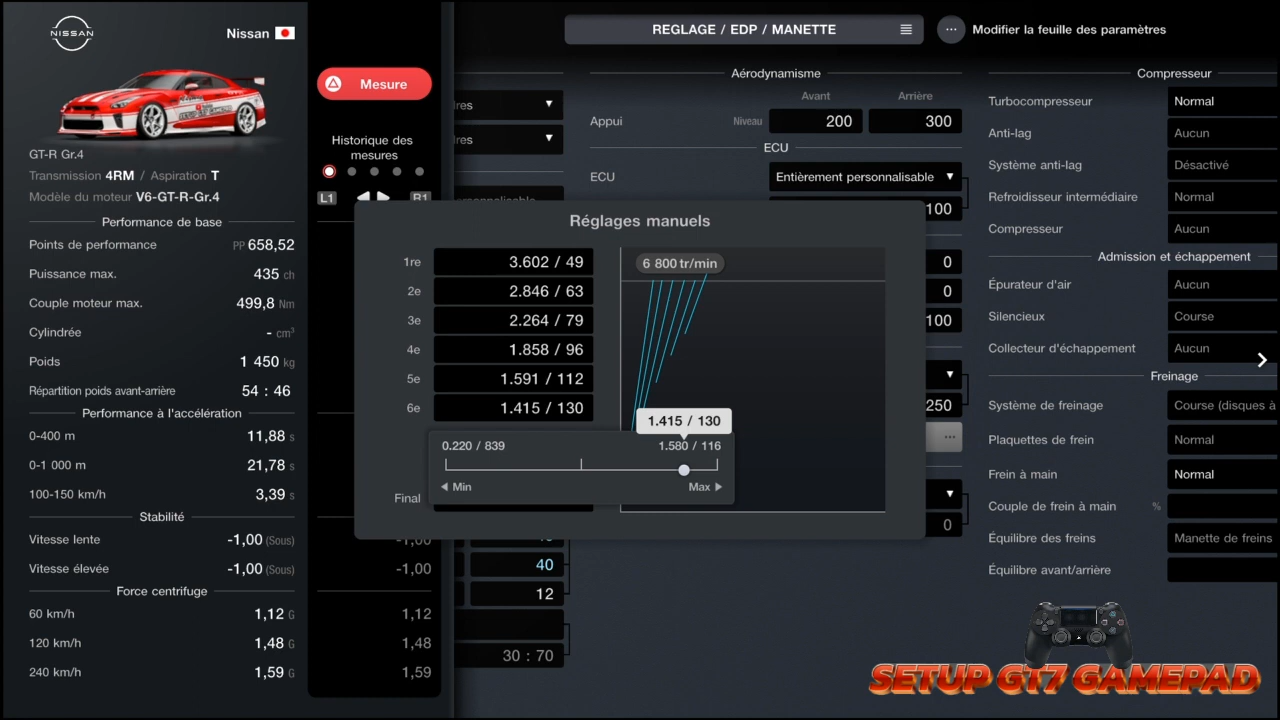 NISSAN
Nissan
GT-R Gr.4
Transmission 4RM / Aspiration T
Modèle du moteur V6-GT-R-Gr.4
Performance de base
Points de performance PP 658,52
Puissance max. 435 ch
Couple moteur max. 499,8 Nm
Cylindrée - cm³
Poids 1 450 kg
Répartition poids avant-arrière 54 : 46
Performance à l'accélération
0-400 m 11,88 s
0-1 000 m 21,78 s
100-150 km/h 3,39 s
Stabilité
Vitesse lente -1,00 (Sous)
Vitesse élevée -1,00 (Sous)
Force centrifuge
60 km/h 1,12 G
120 km/h 1,48 G
240 km/h 1,59 G
Mesure
Historique des
mesures
L1 R1
-1,00
-1,00
1,12
1,48
1,59
REGLAGE / EDP / MANETTE
Modifier la feuille des paramètres
Aérodynamisme
Avant Arrière
Appui Niveau 200 300
ECU
ECU Entièrement personnalisable
100
0
0
100
250
0
Réglages manuels
1re 3.602 / 49
2e 2.846 / 63
3e 2.264 / 79
4e 1.858 / 96
5e 1.591 / 112
6e 1.415 / 130
6 800 tr/min
1.415 / 130
0.220 / 839 1.580 / 116
Min Max
Final
40
12
30 : 70
Compresseur
Turbocompresseur Normal
Anti-lag Aucun
Système anti-lag Désactivé
Refroidisseur intermédiaire Normal
Compresseur Aucun
Admission et échappement
Épurateur d'air Aucun
Silencieux Course
Collecteur d'échappement Aucun
Freinage
Système de freinage Course (disques à
Plaquettes de frein Normal
Frein à main Normal
Couple de frein à main %
Équilibre des freins Manette de freins
Équilibre avant/arrière
SETUP GT7 GAMEPAD